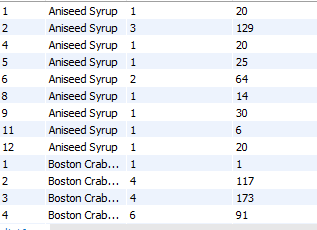 1 Aniseed Syrup 1 20
2 Aniseed Syrup 3 129
4 Aniseed Syrup 1 20
5 Aniseed Syrup 1 25
6 Aniseed Syrup 2 64
8 Aniseed Syrup 1 14
9 Aniseed Syrup 1 30
11 Aniseed Syrup 1 6
12 Aniseed Syrup 1 20
1 Boston Crab... 1 1
2 Boston Crab... 4 117
3 Boston Crab... 4 173
4 Boston Crab... 6 91